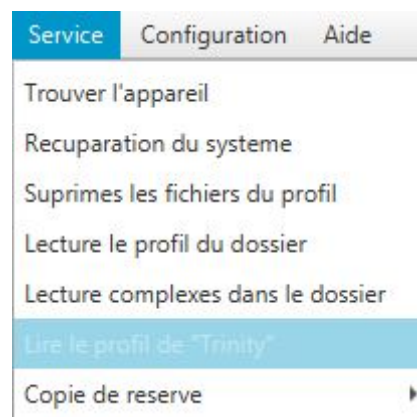 Service Configuration Aide
Trouver l'appareil
Recuparation du systeme
Suprimes les fichiers du profil
Lecture le profil du dossier
Lecture complexes dans le dossier
Lire le profil de "Trinity"
Copie de reserve